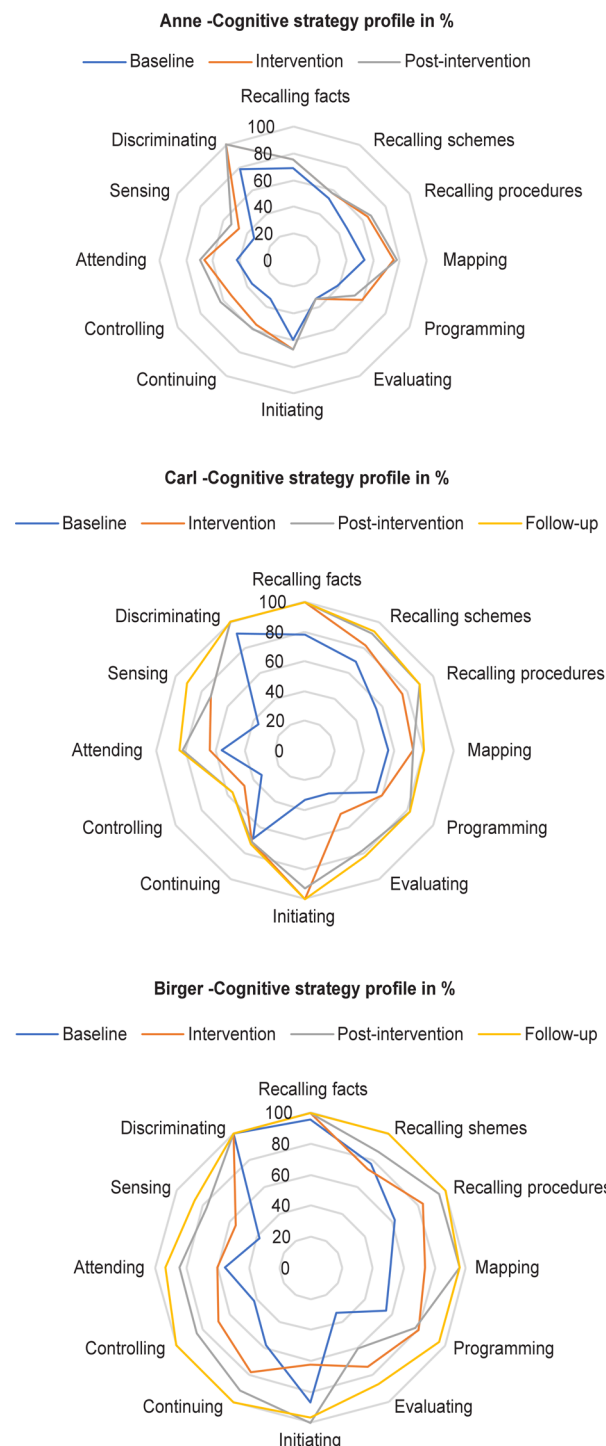 Anne -Cognitive strategy profile in %
Baseline Intervention Post-intervention
Recalling facts
Discriminating 100 Recalling schemes
80
Sensing 60 Recalling procedures
40
20
Attending 0 Mapping
Controlling Programming
Continuing Evaluating
Initiating
Carl -Cognitive strategy profile in %
Baseline Intervention Post-intervention Follow-up
Recalling facts
Discriminating 100 Recalling schemes
80
Sensing 60 Recalling procedures
40
20
Attending 0 Mapping
Controlling Programming
Continuing Evaluating
Initiating
Birger -Cognitive strategy profile in %
Baseline Intervention Post-intervention Follow-up
Recalling facts
Discriminating 100 Recalling shemes
80
Sensing 60 Recalling procedures
40
20
Attending 0 Mapping
Controlling Programming
Continuing Evaluating
Initiating